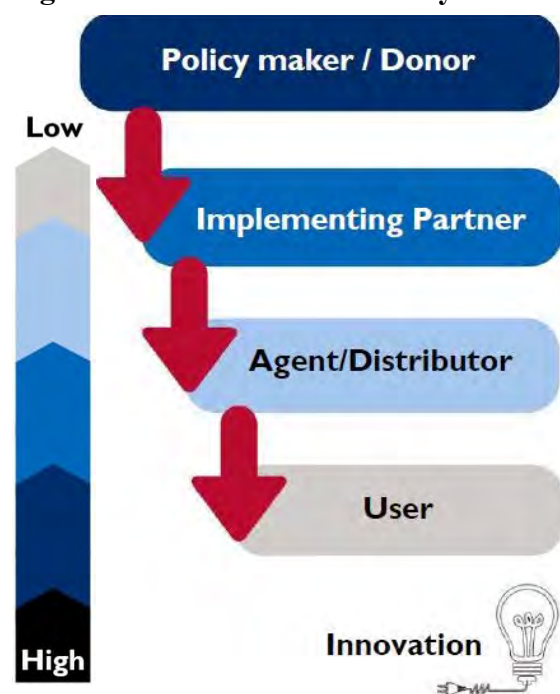 Policy maker / Donor
Low
Implementing Partner
Agent/Distributor
User
Innovation
High